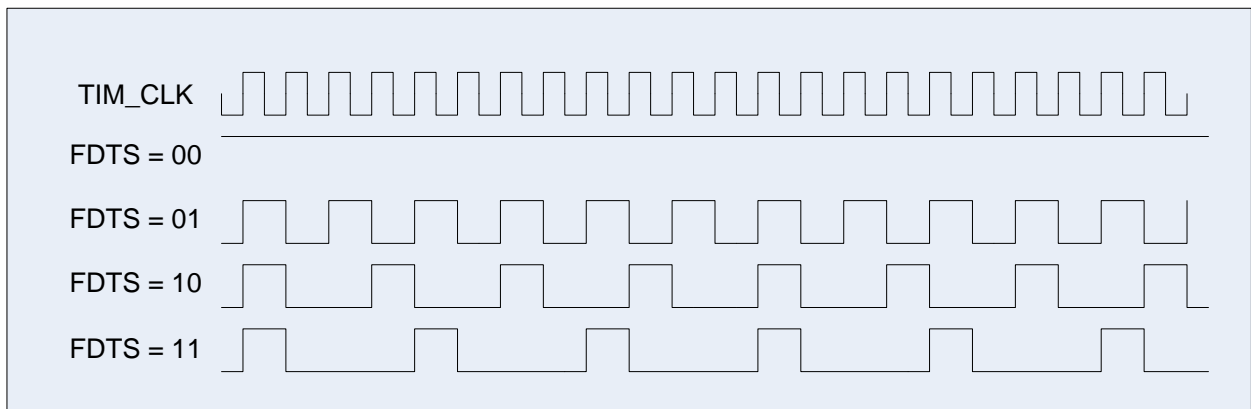 TIM_CLK
FDTS = 00
FDTS = 01
FDTS = 10
FDTS = 11